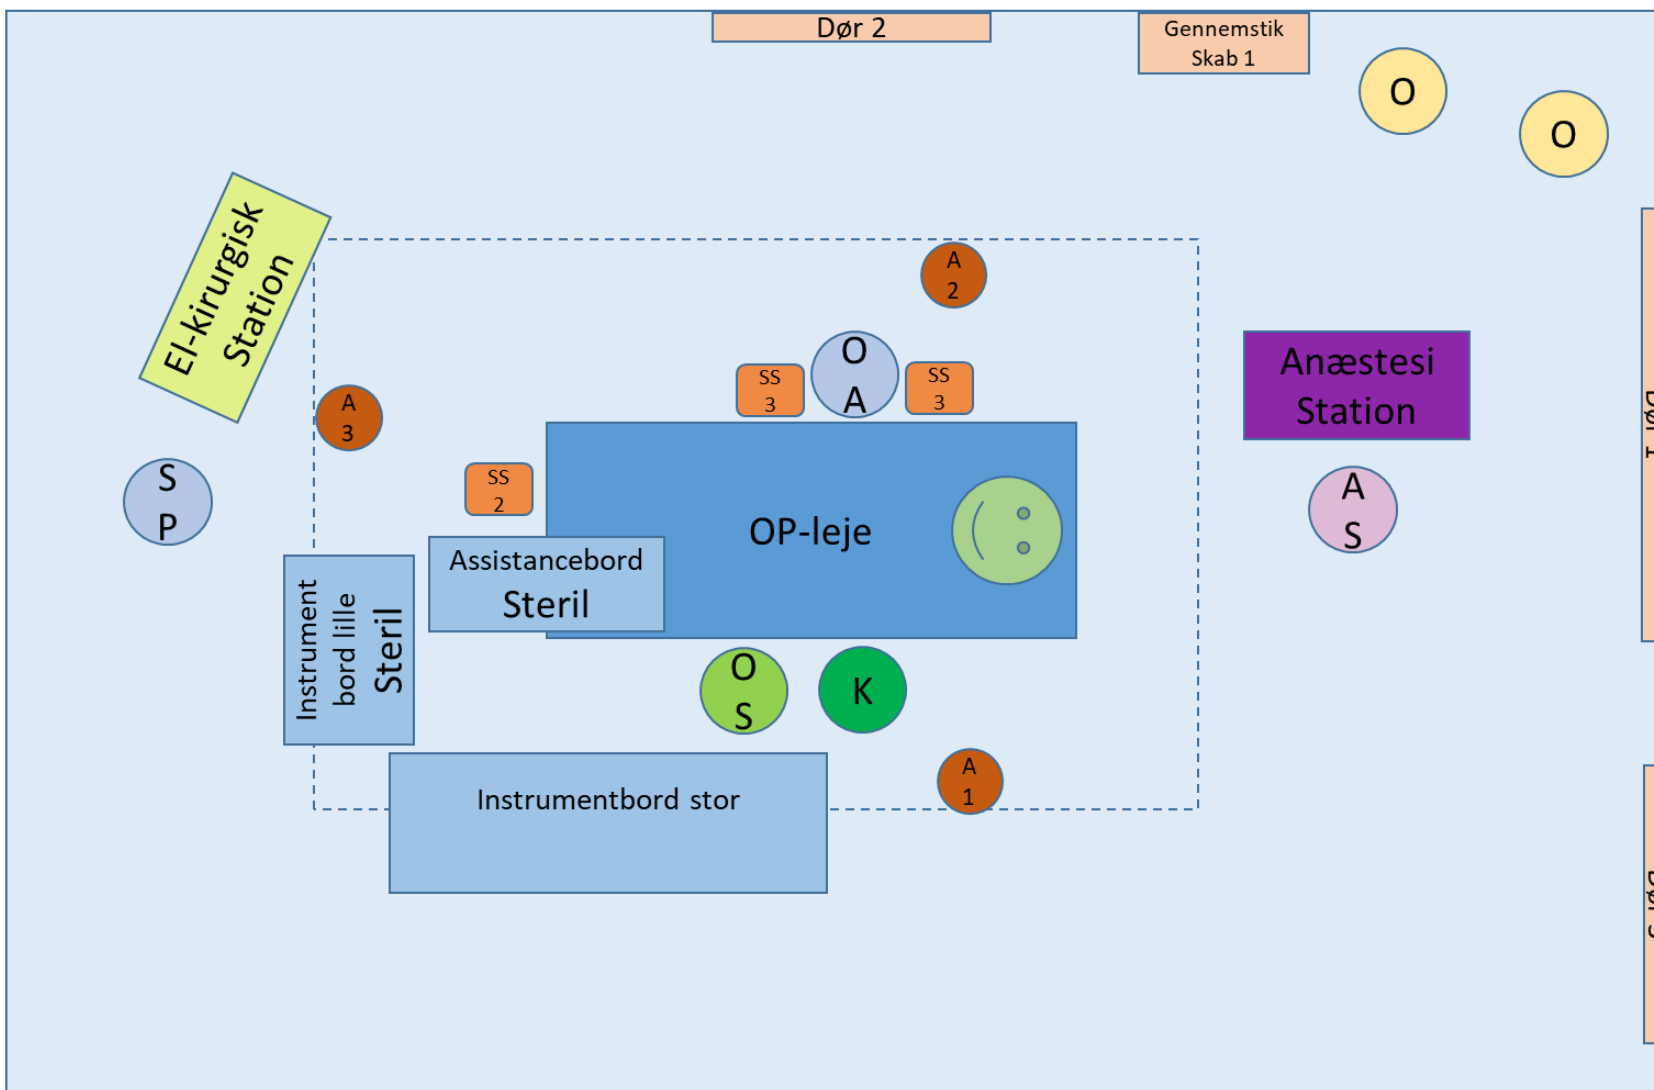 Dør 2
Gennemstik
Skab 1
O
O
El-kirurgisk
Station
A
2
O
A
SS
3
SS
3
Anæstesi
Station
A
3
S
P
SS
2
OP-leje
A
S
Assistancebord
Steril
Instrument
bord lille
Steril
O
S
K
A
1
Instrumentbord stor